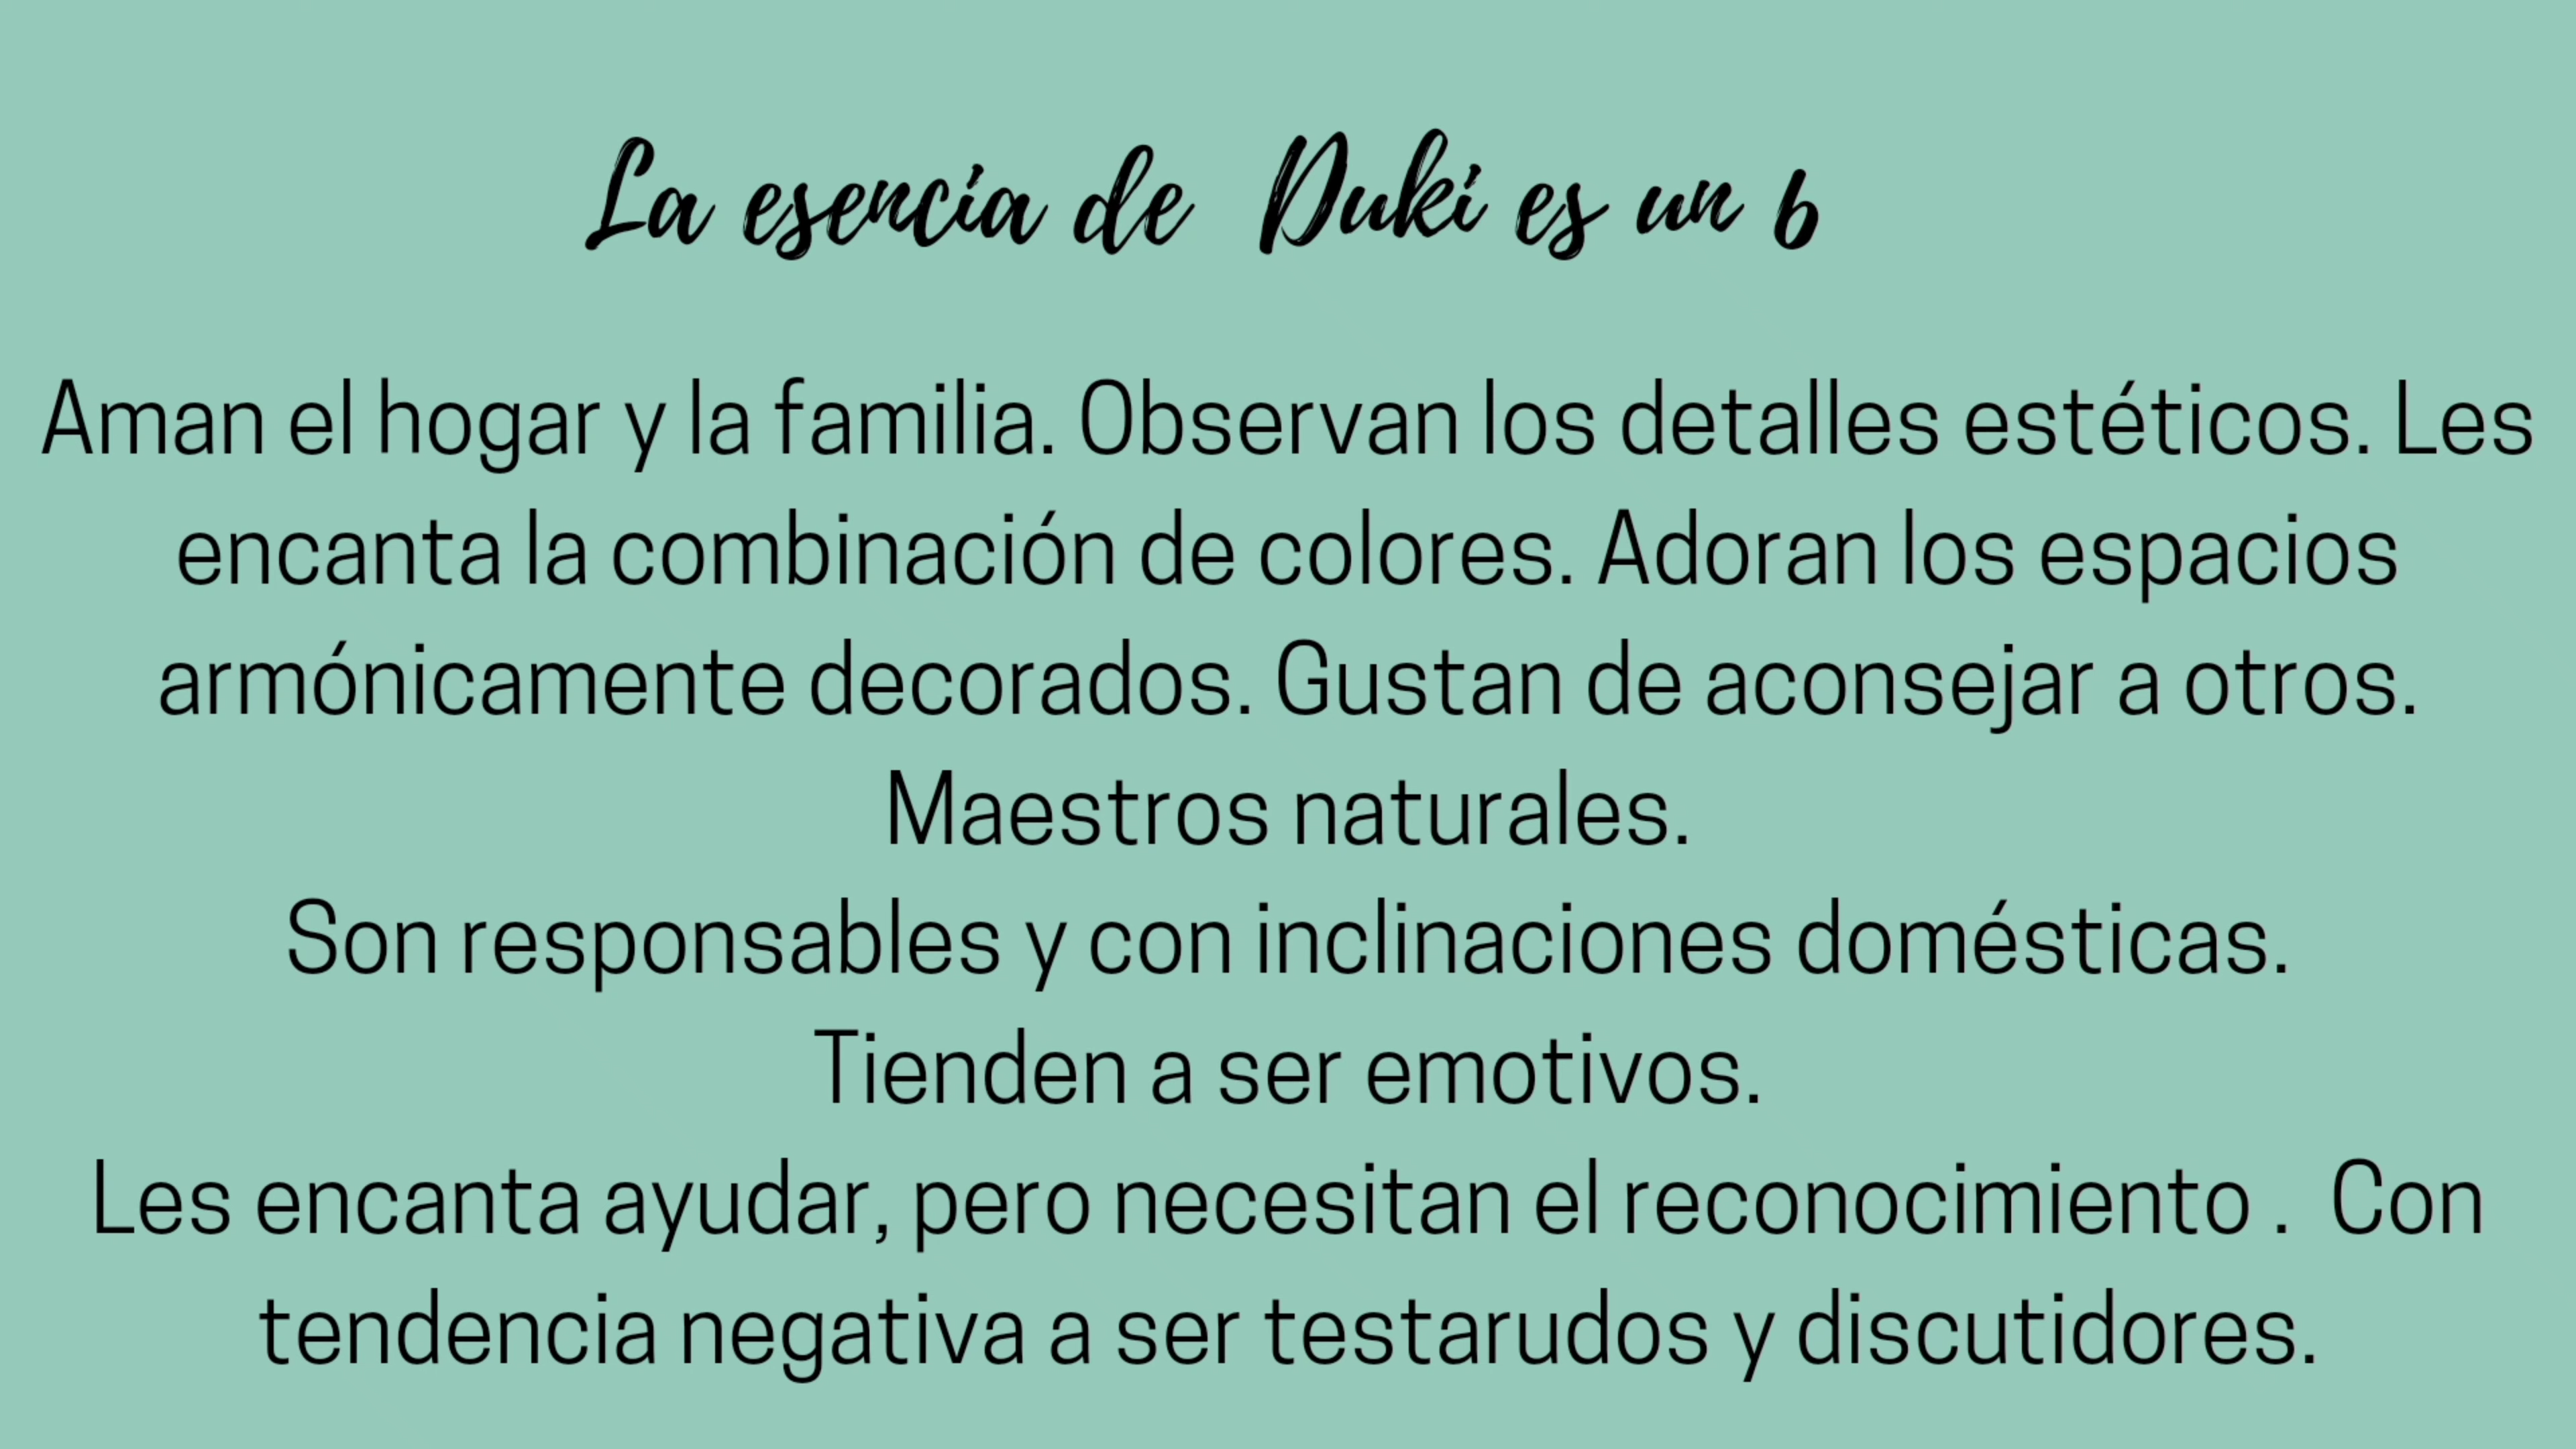 La esencia de Duki es un 6
Aman el hogar y la familia. Observan los detalles estéticos. Les
encanta la combinación de colores. Adoran los espacios
armónicamente decorados. Gustan de aconsejar a otros.
Maestros naturales.
Son responsables y con inclinaciones domésticas.
Tienden a ser emotivos.
Les encanta ayudar, pero necesitan el reconocimiento . Con
tendencia negativa a ser testarudos y discutidores.